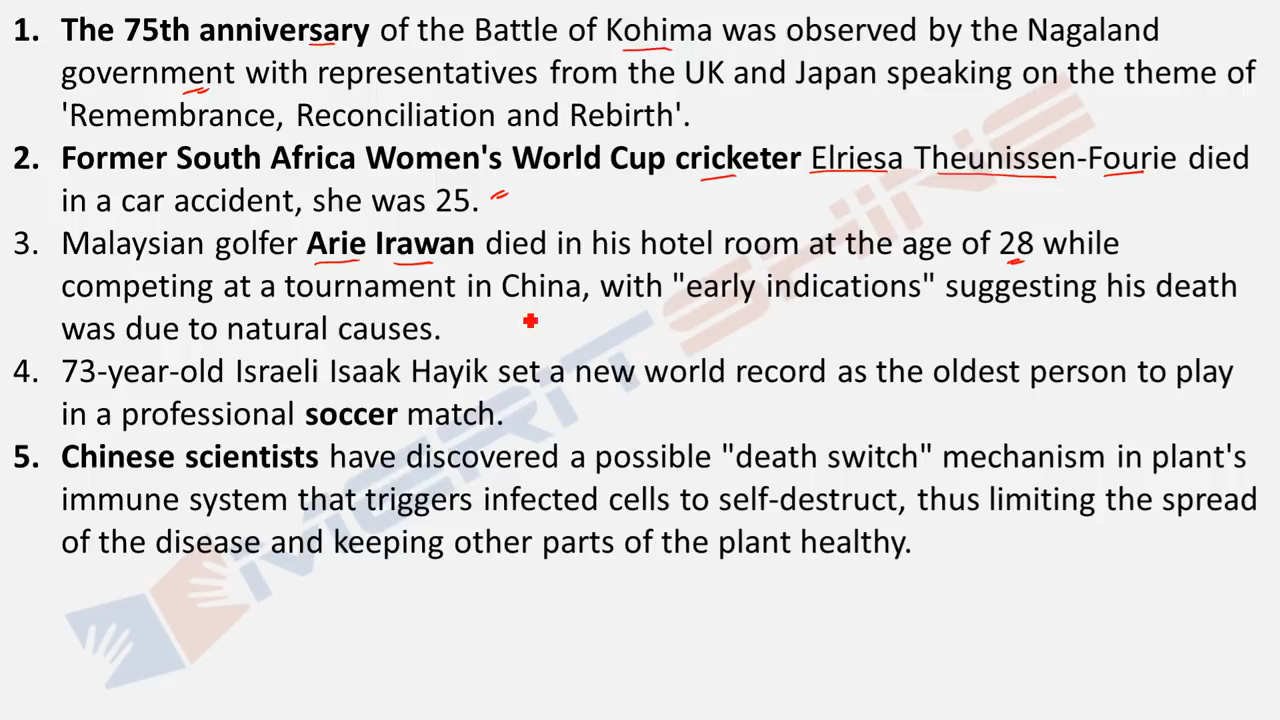 1. The 75th anniversary of the Battle of Kohima was observed by the Nagaland
government with representatives from the UK and Japan speaking on the theme of
'Remembrance, Reconciliation and Rebirth'.
2. Former South Africa Women's World Cup cricketer Elriesa Theunissen-Fourie died
in a car accident, she was 25.
3. Malaysian golfer Arie Irawan died in his hotel room at the age of 28 while
competing at a tournament in China, with "early indications" suggesting his death
was due to natural causes.
4. 73-year-old Israeli Isaak Hayik set a new world record as the oldest person to play
in a professional soccer match.
5. Chinese scientists have discovered a possible "death switch" mechanism in plant's
immune system that triggers infected cells to self-destruct, thus limiting the spread
of the disease and keeping other parts of the plant healthy.
MERITSHINE